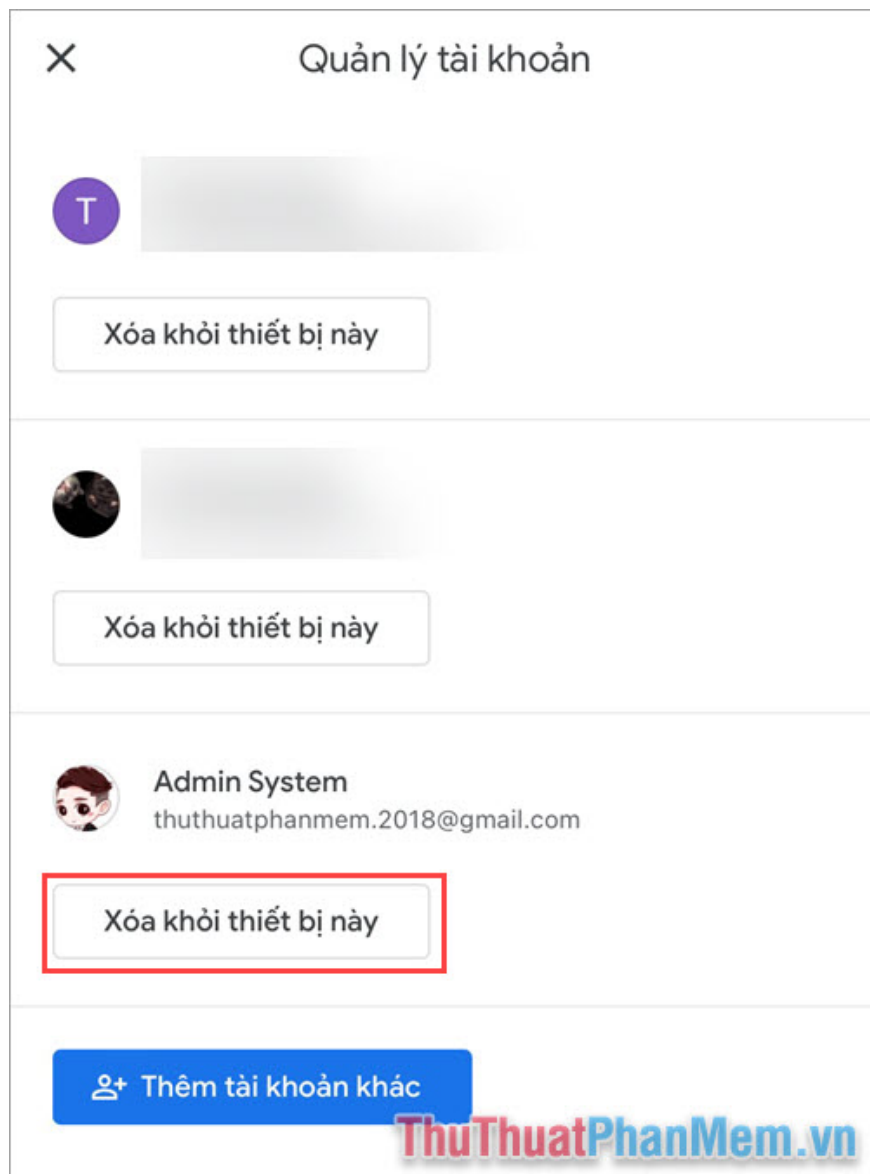 Quản lý tài khoản
T
Xóa khỏi thiết bị này
Xóa khỏi thiết bị này
Admin System
thuthuatphanmem.2018@gmail.com
Xóa khỏi thiết bị này
Thêm tài khoản khác
ThuThuatPhanMem.vn